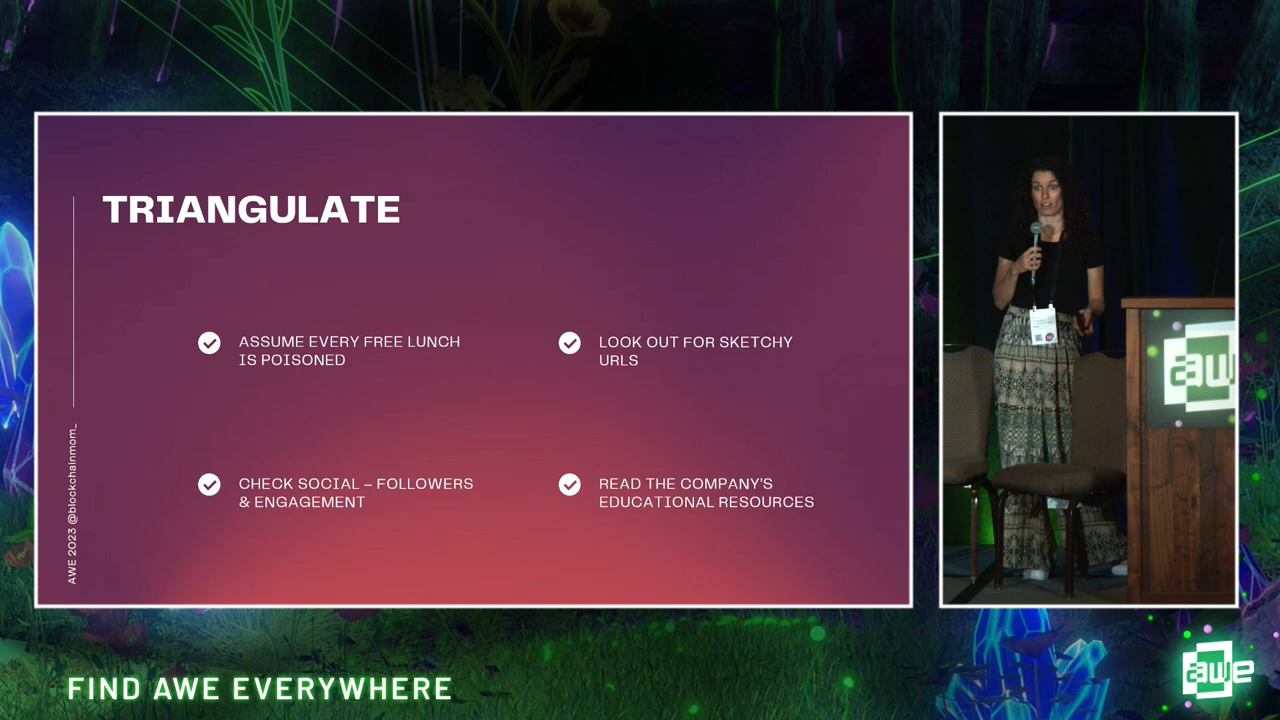 TRIANGULATE
ASSUME EVERY FREE LUNCH
IS POISONED
LOOK OUT FOR SKETCHY
URLS
CHECK SOCIAL – FOLLOWERS
& ENGAGEMENT
READ THE COMPANY'S
EDUCATIONAL RESOURCES
AWE 2023 @blockchainmom_
awe
FIND AWE EVERYWHERE
awe